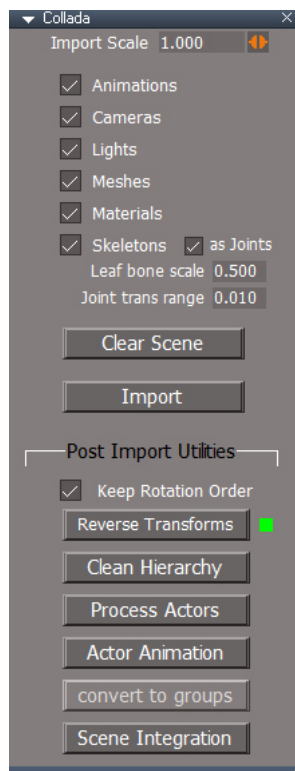 Collada
Import Scale 1.000
Animations
Cameras
Lights
Meshes
Materials
Skeletons as Joints
Leaf bone scale 0.500
Joint trans range 0.010
Clear Scene
Import
Post Import Utilities
Keep Rotation Order
Reverse Transforms
Clean Hierarchy
Process Actors
Actor Animation
convert to groups
Scene Integration